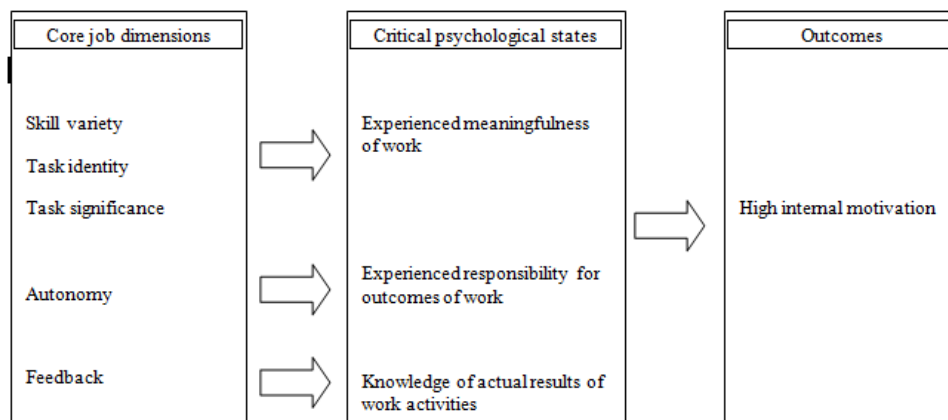 Core job dimensions
Critical psychological states
Outcomes
Skill variety
Task identity
Task significance
Autonomy
Feedback
Experienced meaningfulness
of work
Experienced responsibility for
outcomes of work
Knowledge of actual results of
work activities
High internal motivation